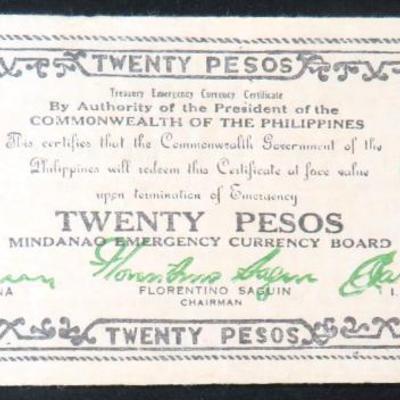 TWENTY PESOS
Treasury Emergency Currency Certificate
By Authority of the President of the
COMMONWEALTH OF THE PHILIPPINES
This certifies that the Commonwealth Government of the
Philippines will redeem this Certificate at face value
upon termination of Emergency
TWENTY PESOS
MINDANAO EMERGENCY CURRENCY BOARD
Florentino Saguin
NA FLORENTINO SAGUIN I.
CHAIRMAN
TWENTY PESOS